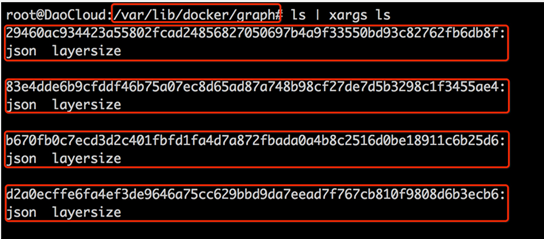 root@DaoCloud:/var/lib/docker/graph# ls | xargs ls
29460ac934423a55802fcad24856827050697b4a9f33550bd93c82762fb6db8f:
json  layersize
83e4dde6b9cfddf46b75a07ec8d65ad87a748b98cf27de7d5b3298c1f3455ae4:
json  layersize
b670fb0c7ecd3d2c401fbfd1fa4d7a872fbada0a4b8c2516d0be18911c6b25d6:
json  layersize
d2a0ecffe6fa4ef3de9646a75cc629bbd9da7eead7f767cb810f9808d6b3ecb6:
json  layersize